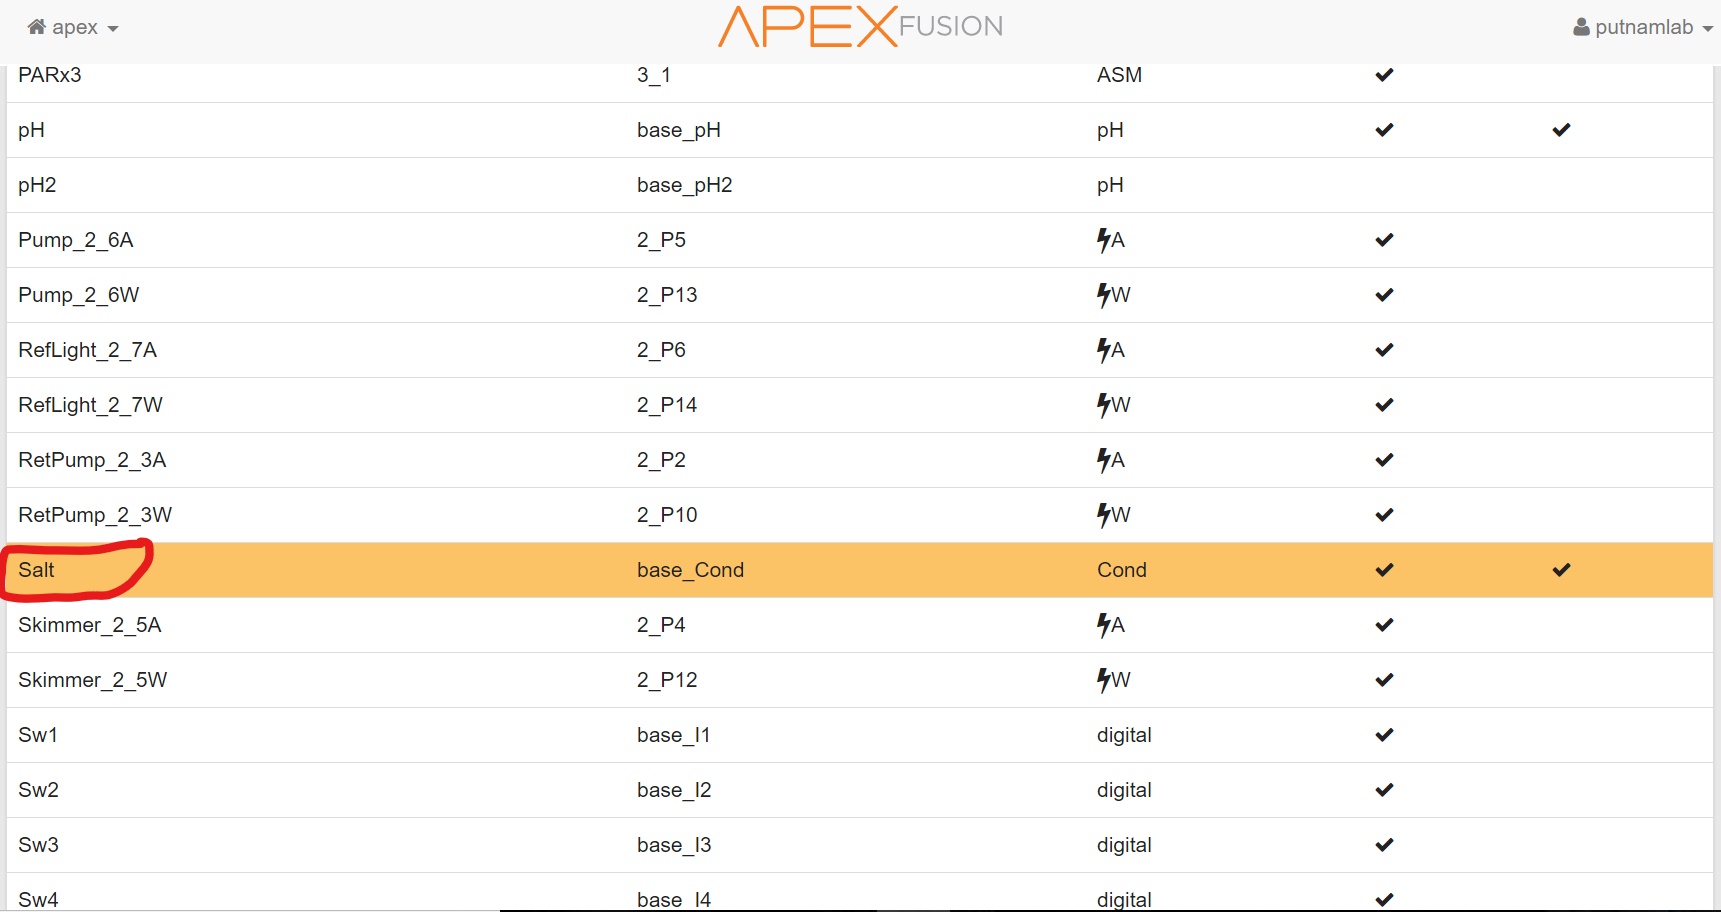 apex APEX FUSION putnamlab
PARx3 3_1 ASM
pH base_pH pH
pH2 base_pH2 pH
Pump_2_6A 2_P5 A
Pump_2_6W 2_P13 W
RefLight_2_7A 2_P6 A
RefLight_2_7W 2_P14 W
RetPump_2_3A 2_P2 A
RetPump_2_3W 2_P10 W
Salt base_Cond Cond
Skimmer_2_5A 2_P4 A
Skimmer_2_5W 2_P12 W
Sw1 base_I1 digital
Sw2 base_I2 digital
Sw3 base_I3 digital
Sw4 base_I4 digital